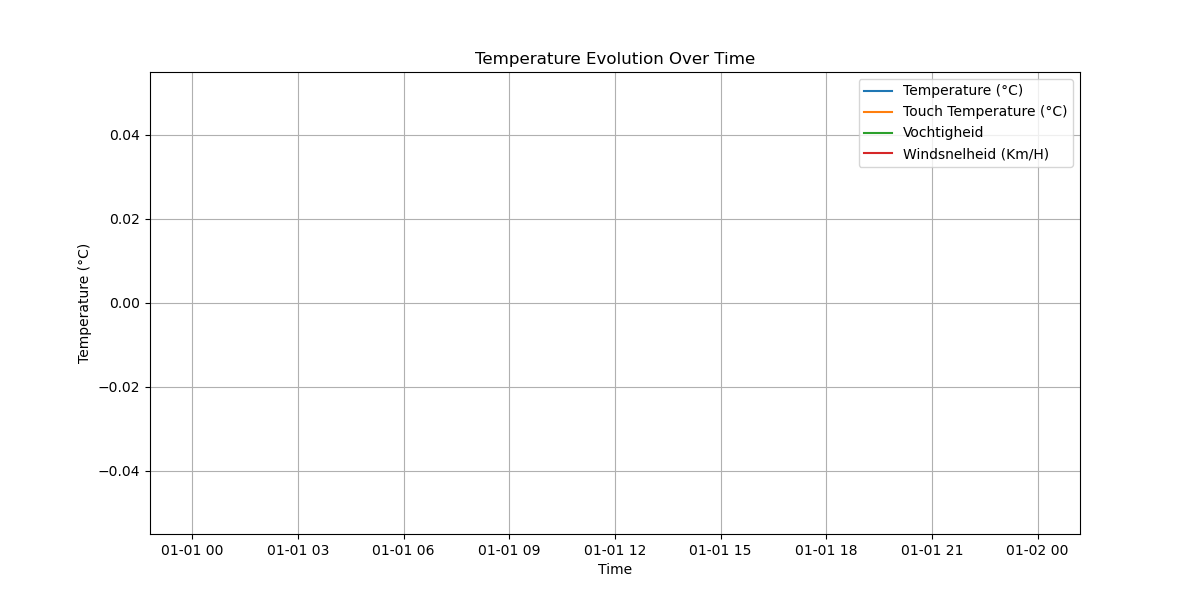 Temperature Evolution Over Time
Temperature (°C)
Touch Temperature (°C)
Vochtigheid
Windsnelheid (Km/H)
0.04
0.02
0.00
−0.02
−0.04
Temperature (°C)
01-01 00 01-01 03 01-01 06 01-01 09 01-01 12 01-01 15 01-01 18 01-01 21 01-02 00
Time